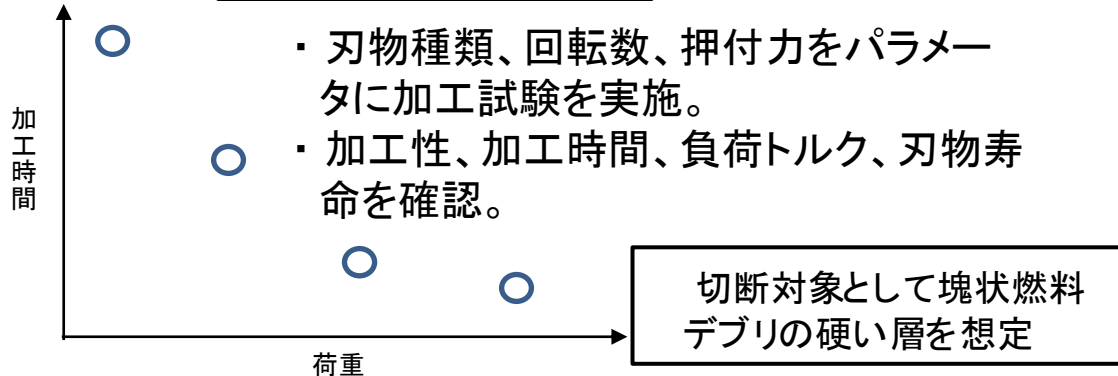 ・ 刃物種類、回転数、押付力をパラメー
タに加工試験を実施。
・ 加工性、加工時間、負荷トルク、刃物寿
命を確認。
加工時間
切断対象として塊状燃料
デブリの硬い層を想定
荷重